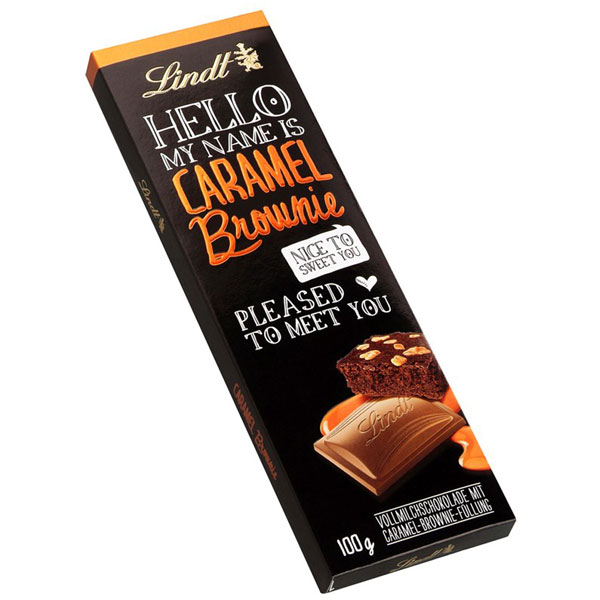 Lindt
HELLO
MY NAME IS
CARAMEL
Brownie
NICE TO
SWEET YOU
PLEASED
TO MEET YOU
Lindt
VOLLMILCHSCHOKOLADE MIT
CARAMEL-BROWNIE-FÜLLUNG
100g
Lindt
CARAMEL Brownie
Lindt